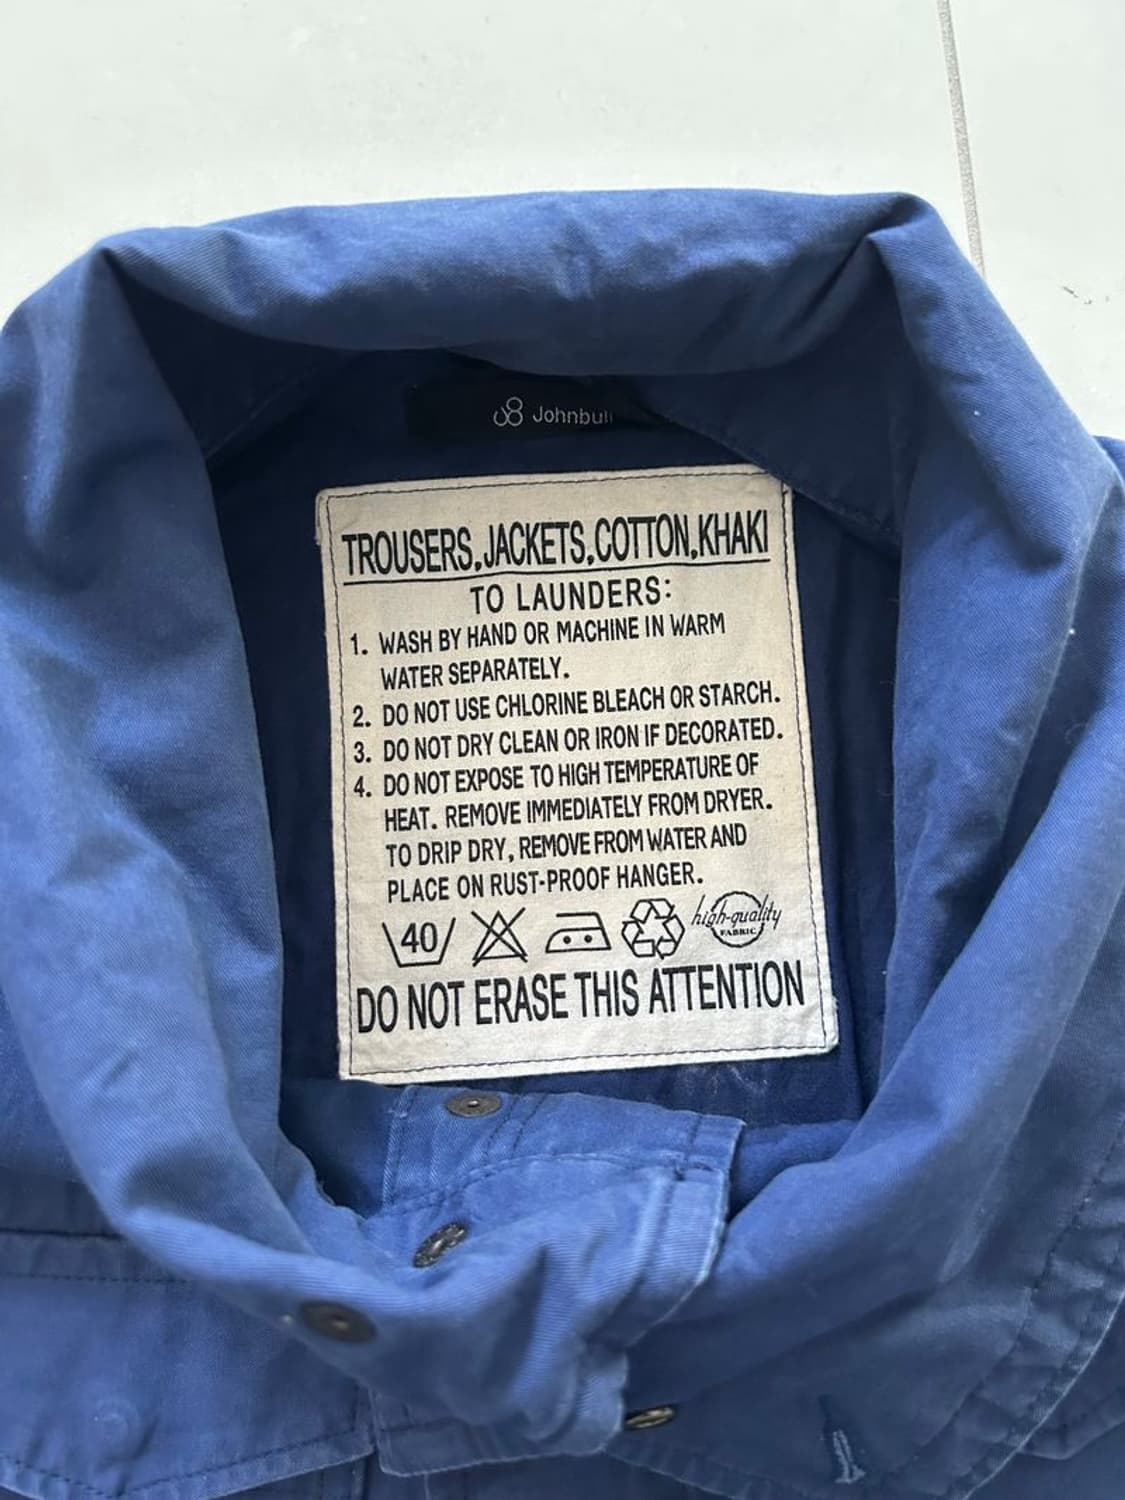 Johnbull
TROUSERS,JACKETS,COTTON,KHAKI
TO LAUNDERS:
1. WASH BY HAND OR MACHINE IN WARM
WATER SEPARATELY.
2. DO NOT USE CHLORINE BLEACH OR STARCH.
3. DO NOT DRY CLEAN OR IRON IF DECORATED.
4. DO NOT EXPOSE TO HIGH TEMPERATURE OF
HEAT. REMOVE IMMEDIATELY FROM DRYER.
TO DRIP DRY, REMOVE FROM WATER AND
PLACE ON RUST-PROOF HANGER.
40
high-quality
FABRIC
DO NOT ERASE THIS ATTENTION